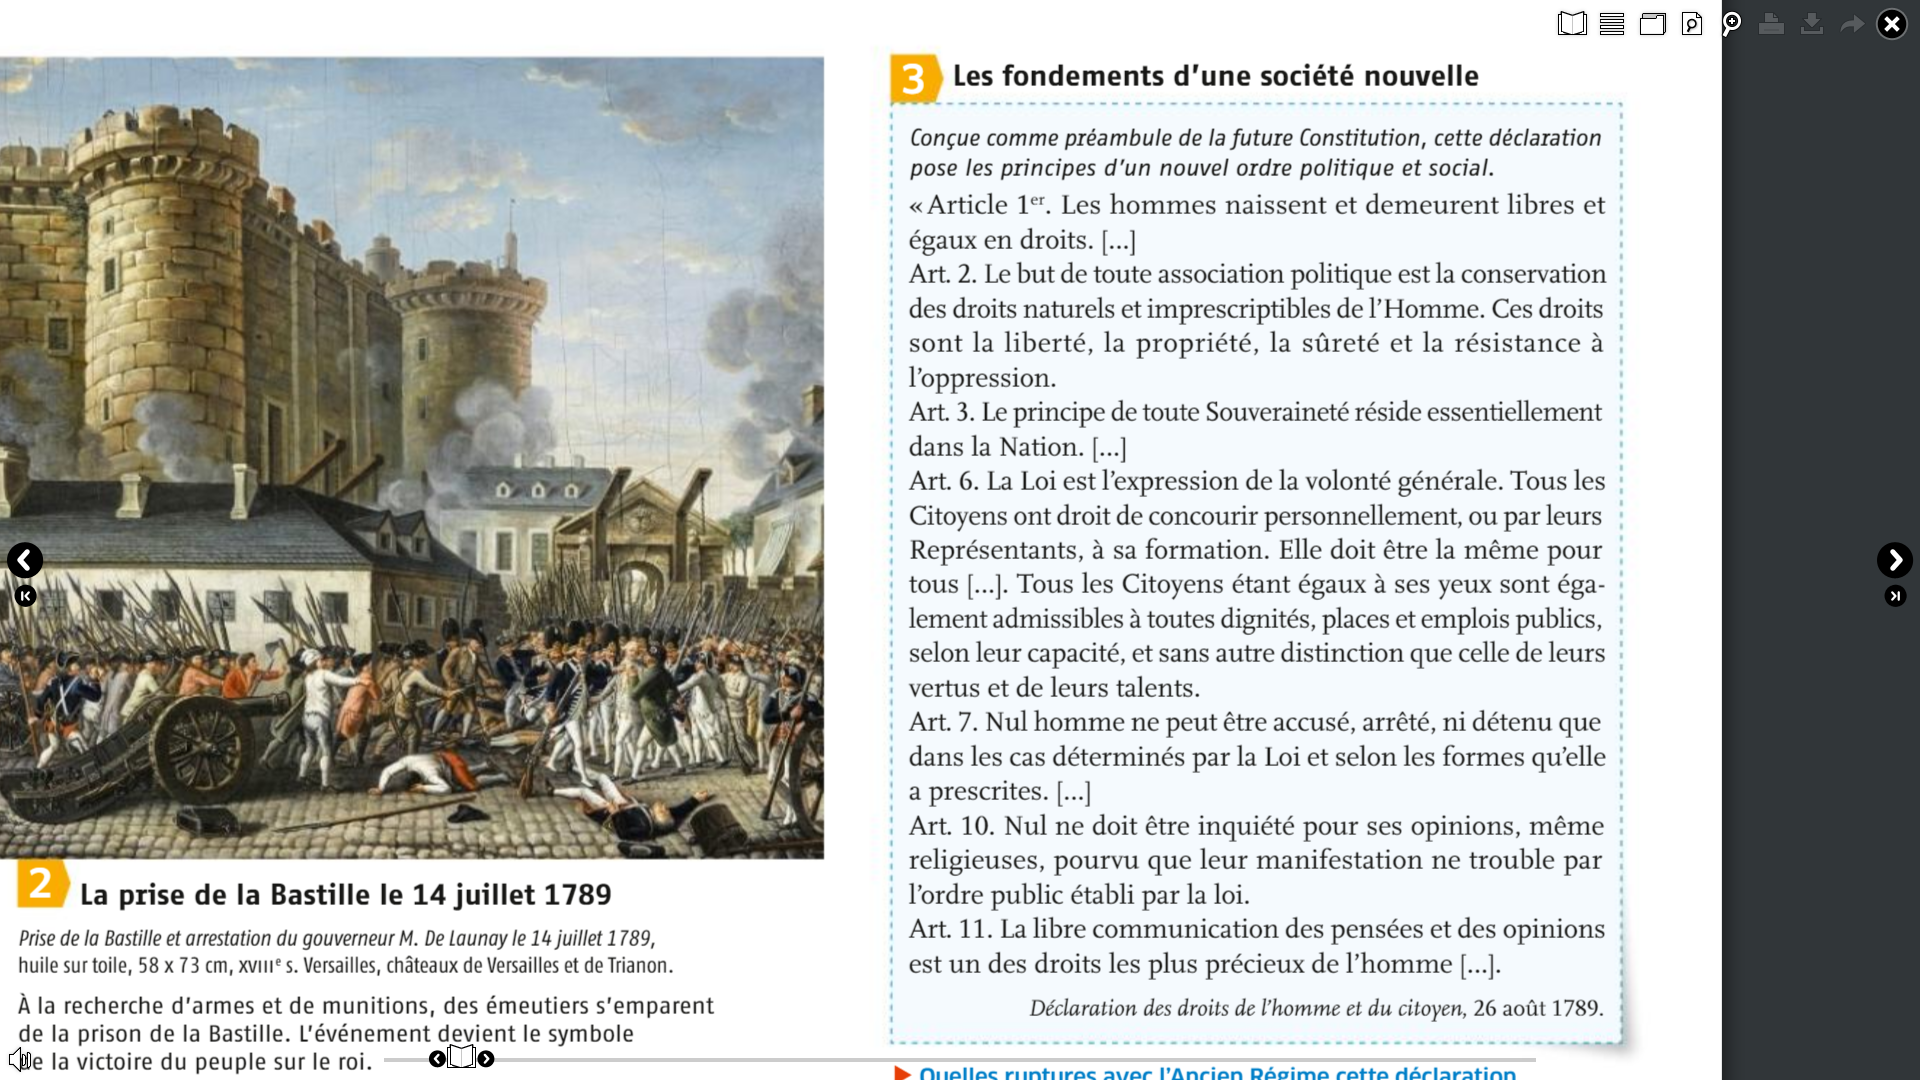 2
La prise de la Bastille le 14 juillet 1789
Prise de la Bastille et arrestation du gouverneur M. De Launay le 14 juillet 1789,
huile sur toile, 58 x 73 cm, XVIIIe s. Versailles, châteaux de Versailles et de Trianon.
À la recherche d’armes et de munitions, des émeutiers s’emparent
de la prison de la Bastille. L’événement devient le symbole
de la victoire du peuple sur le roi.
3
Les fondements d’une société nouvelle
Conçue comme préambule de la future Constitution, cette déclaration
pose les principes d’un nouvel ordre politique et social.
« Article 1er. Les hommes naissent et demeurent libres et
égaux en droits. [...]
Art. 2. Le but de toute association politique est la conservation
des droits naturels et imprescriptibles de l’Homme. Ces droits
sont la liberté, la propriété, la sûreté et la résistance à
l’oppression.
Art. 3. Le principe de toute Souveraineté réside essentiellement
dans la Nation. [...]
Art. 6. La Loi est l’expression de la volonté générale. Tous les
Citoyens ont droit de concourir personnellement, ou par leurs
Représentants, à sa formation. Elle doit être la même pour
tous [...]. Tous les Citoyens étant égaux à ses yeux sont éga-
lement admissibles à toutes dignités, places et emplois publics,
selon leur capacité, et sans autre distinction que celle de leurs
vertus et de leurs talents.
Art. 7. Nul homme ne peut être accusé, arrêté, ni détenu que
dans les cas déterminés par la Loi et selon les formes qu’elle
a prescrites. [...]
Art. 10. Nul ne doit être inquiété pour ses opinions, même
religieuses, pourvu que leur manifestation ne trouble par
l’ordre public établi par la loi.
Art. 11. La libre communication des pensées et des opinions
est un des droits les plus précieux de l’homme [...].
Déclaration des droits de l’homme et du citoyen, 26 août 1789.
Quelles ruptures avec l’Ancien Régime cette déclaration